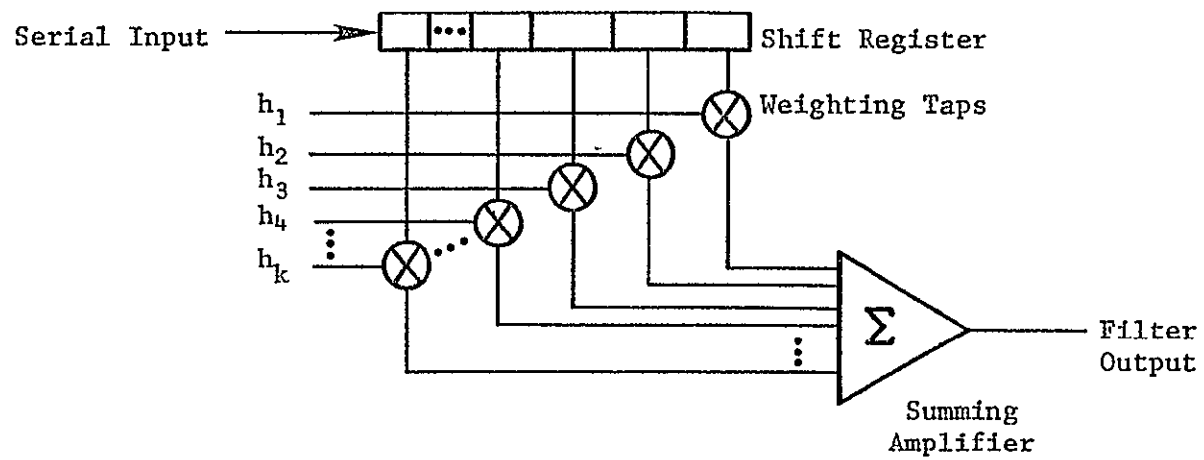 Serial Input
Shift Register
h1
Weighting Taps
h2
h3
h4
hk
Σ
Filter
Output
Summing
Amplifier